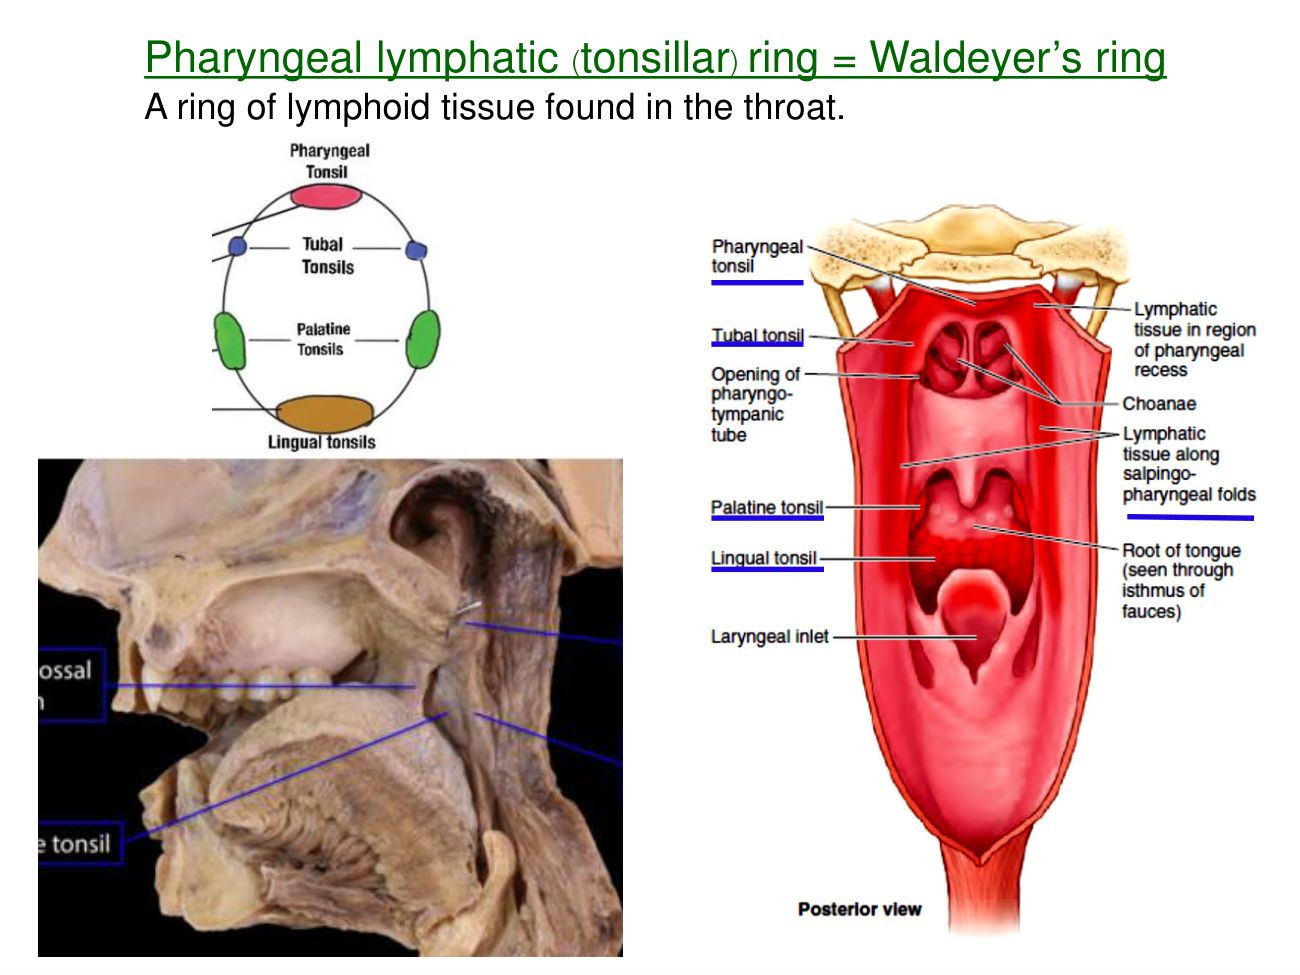 Pharyngeal lymphatic (tonsillar) ring = Waldeyer’s ring
A ring of lymphoid tissue found in the throat.
Pharyngeal
Tonsil
Tubal
Tonsils
Palatine
Tonsils
Lingual tonsils
ossal
e tonsil
Pharyngeal
tonsil
Tubal tonsil
Opening of
pharyngo-
tympanic
tube
Palatine tonsil
Lingual tonsil
Laryngeal inlet
Lymphatic
tissue in region
of pharyngeal
recess
Choanae
Lymphatic
tissue along
salpingo-
pharyngeal folds
Root of tongue
(seen through
isthmus of
fauces)
Posterior view